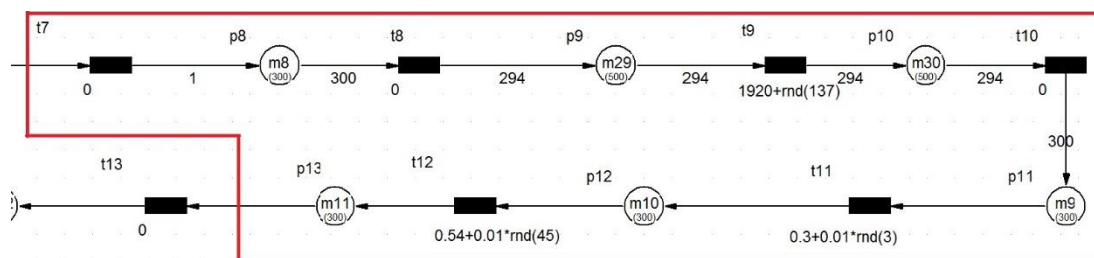 t7 p8 t8 p9 t9 p10 t10
m8 (300) 300 m29 (500) 294 m30 (500) 294
0 1 0 294 1920+rnd(137) 294 0
300
t13 p13 t12 p12 t11 p11
m11 (300) m10 (300) m9 (300)
0 0.54+0.01*rnd(45) 0.3+0.01*rnd(3)